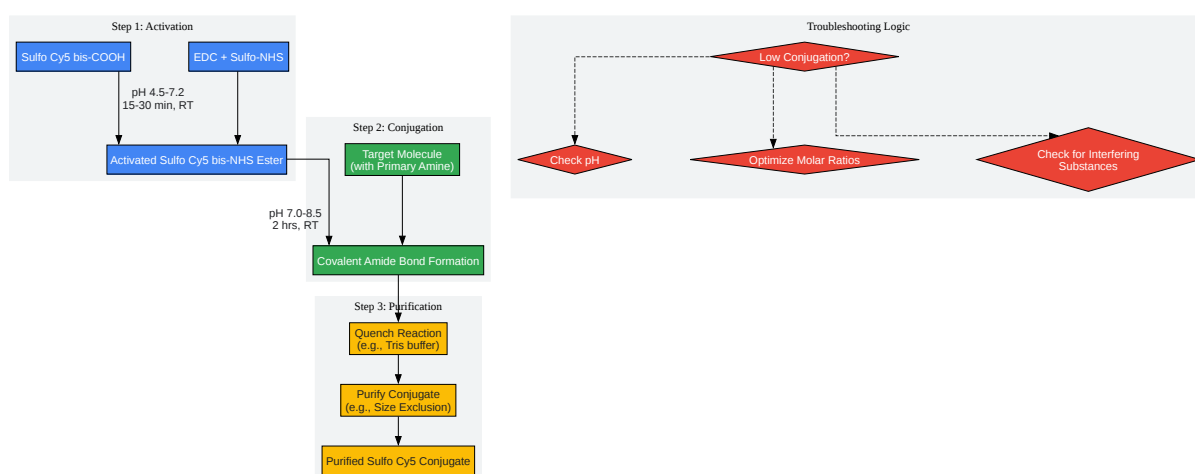 Step 1: Activation
Sulfo Cy5 bis-COOH
EDC + Sulfo-NHS
pH 4.5-7.2
15-30 min, RT
Activated Sulfo Cy5 bis-NHS Ester
Step 2: Conjugation
Target Molecule
(with Primary Amine)
pH 7.0-8.5
2 hrs, RT
Covalent Amide Bond Formation
Step 3: Purification
Quench Reaction
(e.g., Tris buffer)
Purify Conjugate
(e.g., Size Exclusion)
Purified Sulfo Cy5 Conjugate
Troubleshooting Logic
Low Conjugation?
Check pH
Optimize Molar Ratios
Check for Interfering
Substances